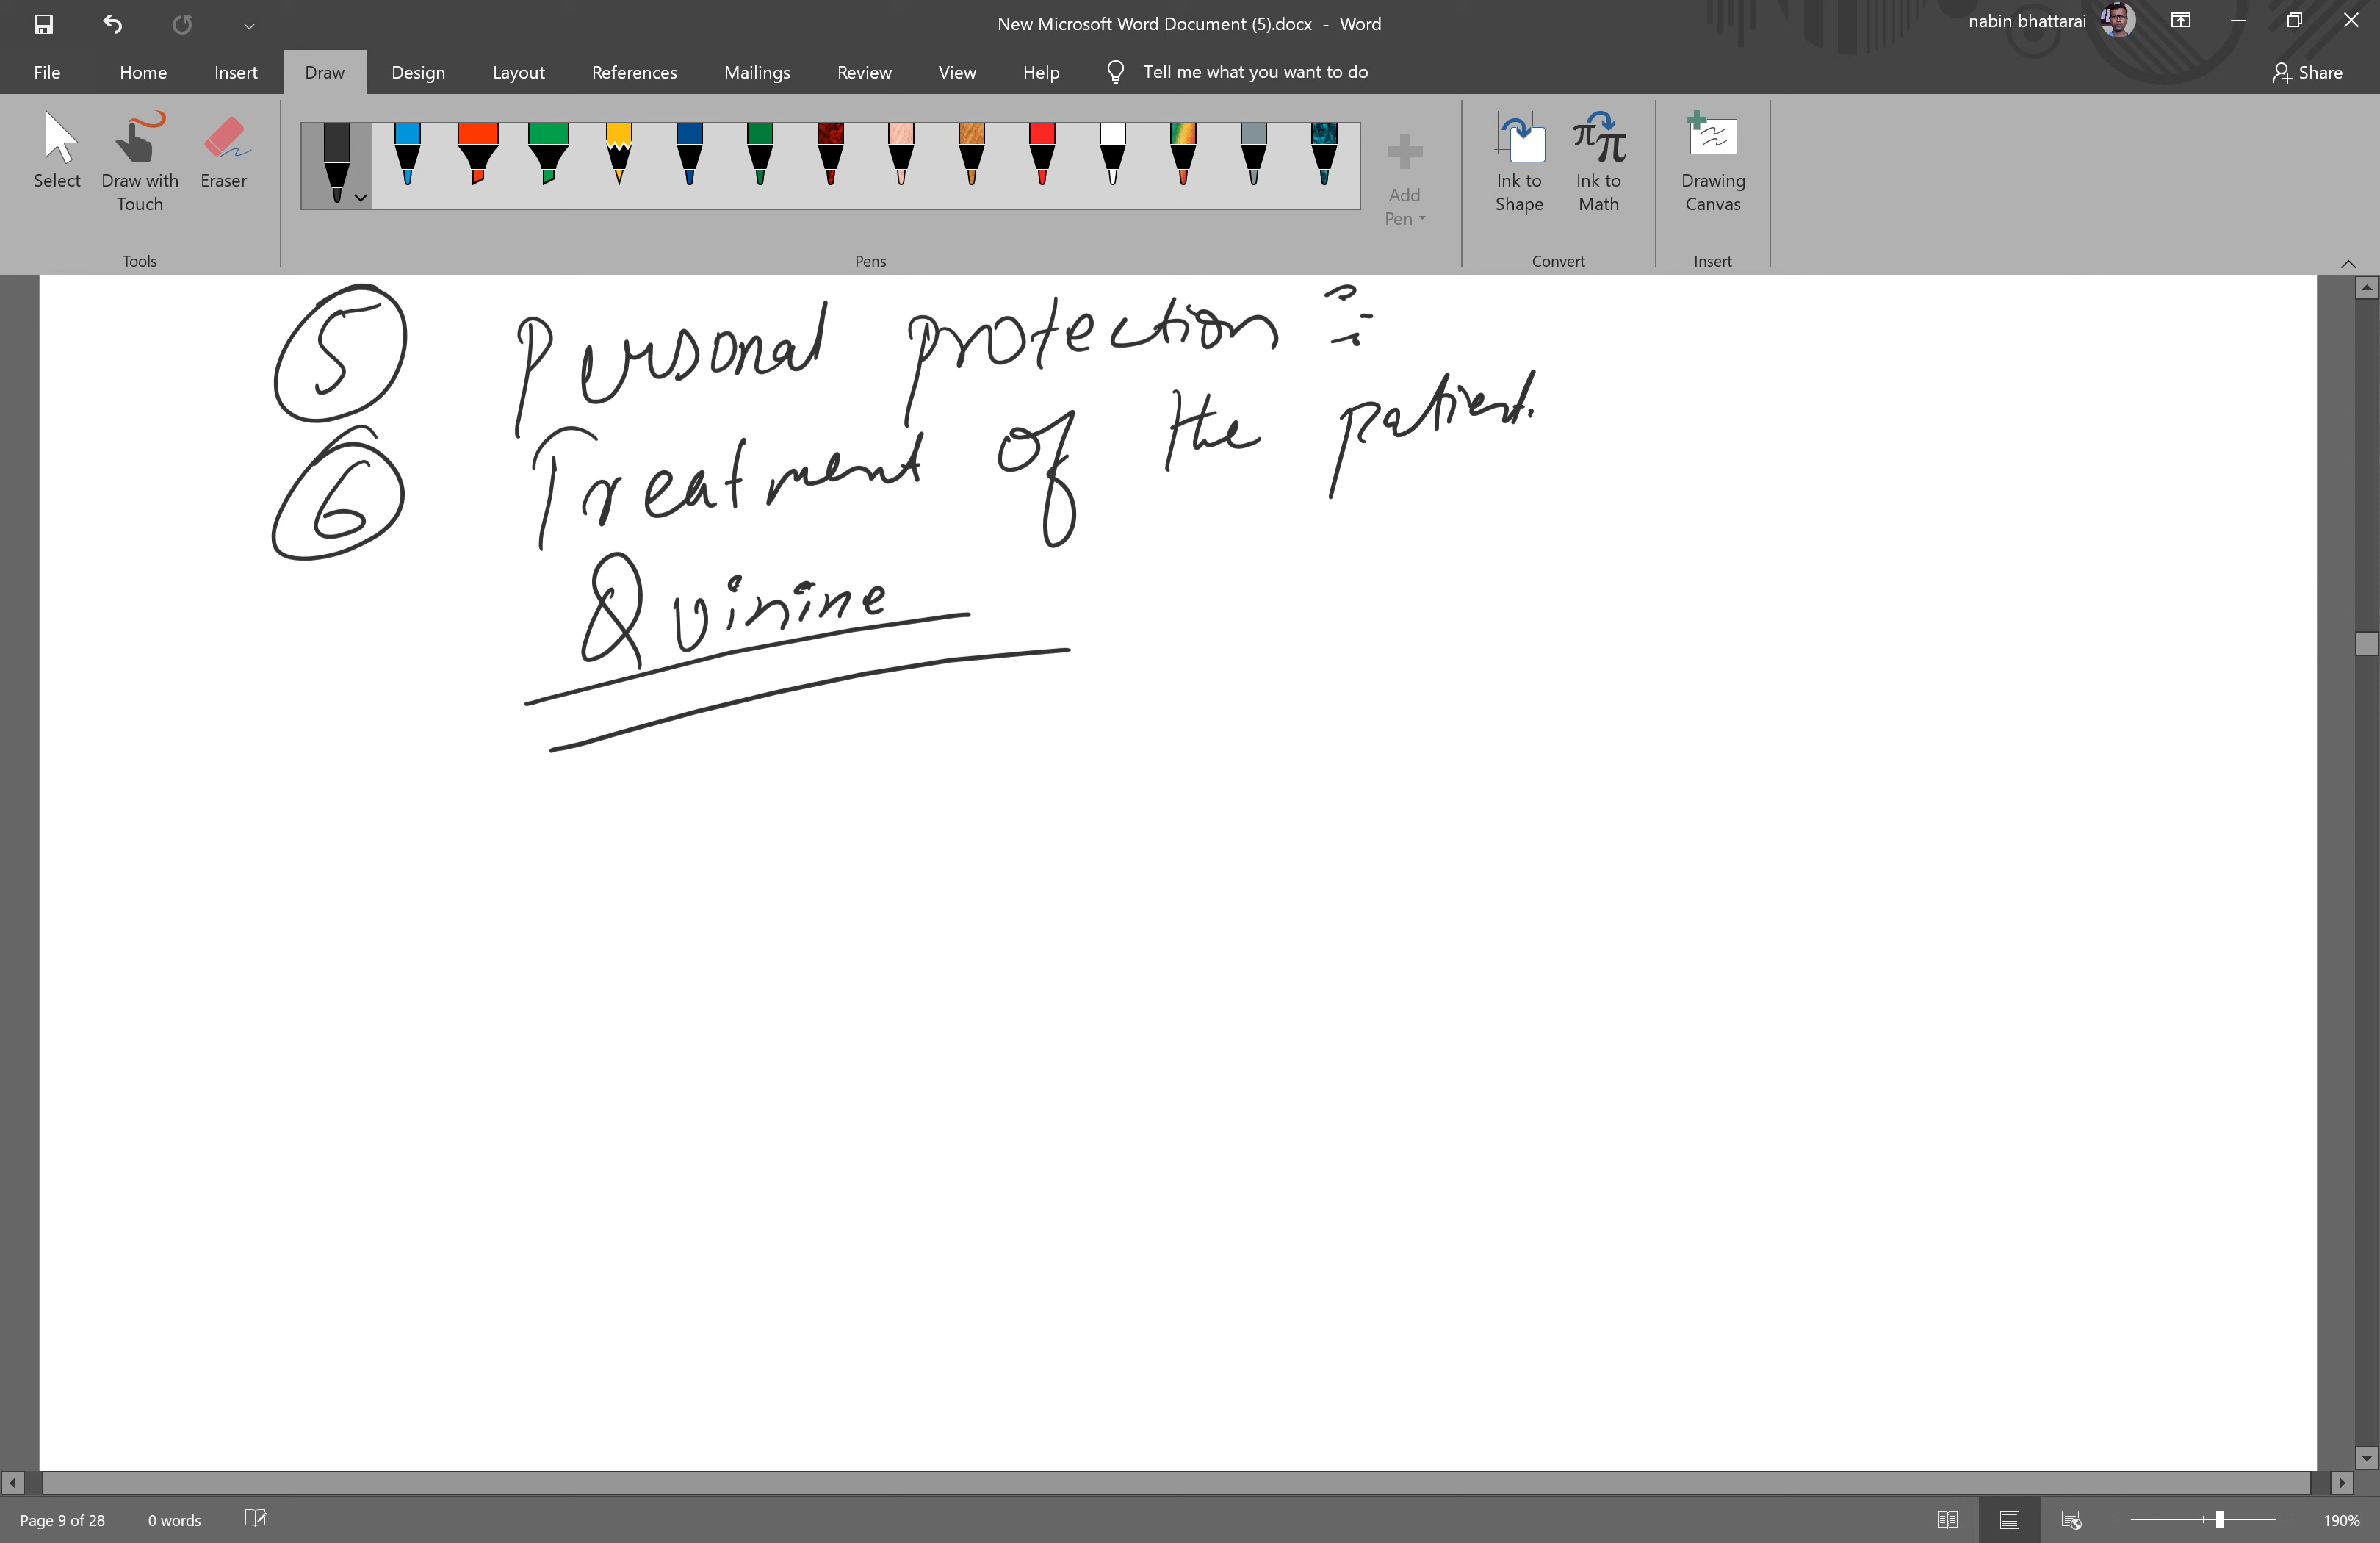 New Microsoft Word Document (5).docx - Word
nabin bhattarai
File Home Insert Draw Design Layout References Mailings Review View Help Tell me what you want to do Share
Select Draw with Touch Eraser
Add Pen
Ink to Shape Ink to Math
Drawing Canvas
Tools Pens Convert Insert
5 Personal protection :-
6 Treatment of the patient.
Quinine
Page 9 of 28 0 words 190%